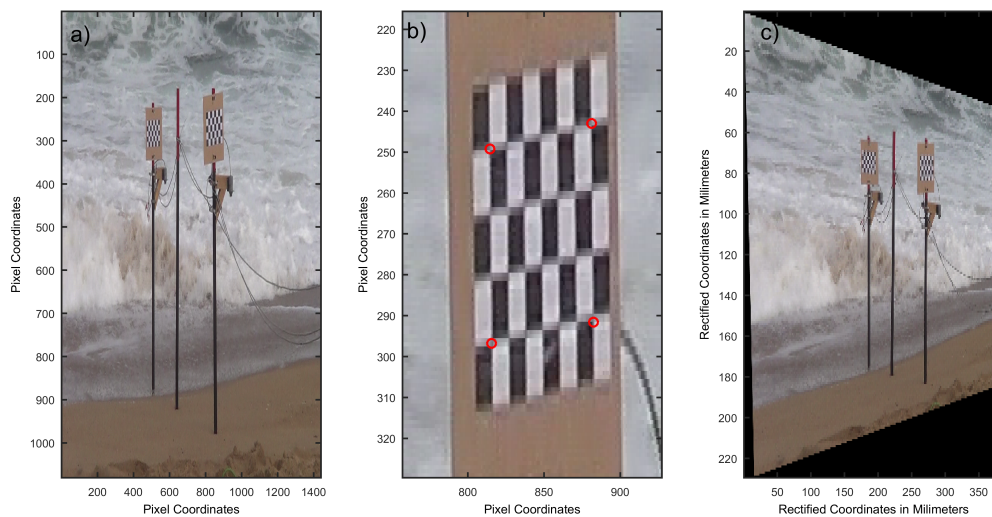 a)
100
200
300
400
500
600
700
800
900
1000
200 400 600 800 1000 1200 1400
Pixel Coordinates
Pixel Coordinates
b)
220
230
240
250
260
270
280
290
300
310
320
800 850 900
Pixel Coordinates
Pixel Coordinates
c)
20
40
60
80
100
120
140
160
180
200
220
50 100 150 200 250 300 350
Rectified Coordinates in Milimeters
Rectified Coordinates in Milimeters